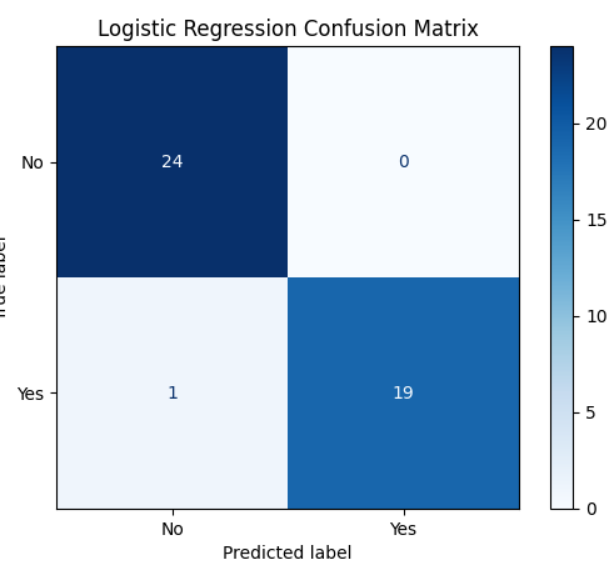 Logistic Regression Confusion Matrix
No
24
0
20
15
10
Yes
1
19
5
0
No
Yes
Predicted label
label